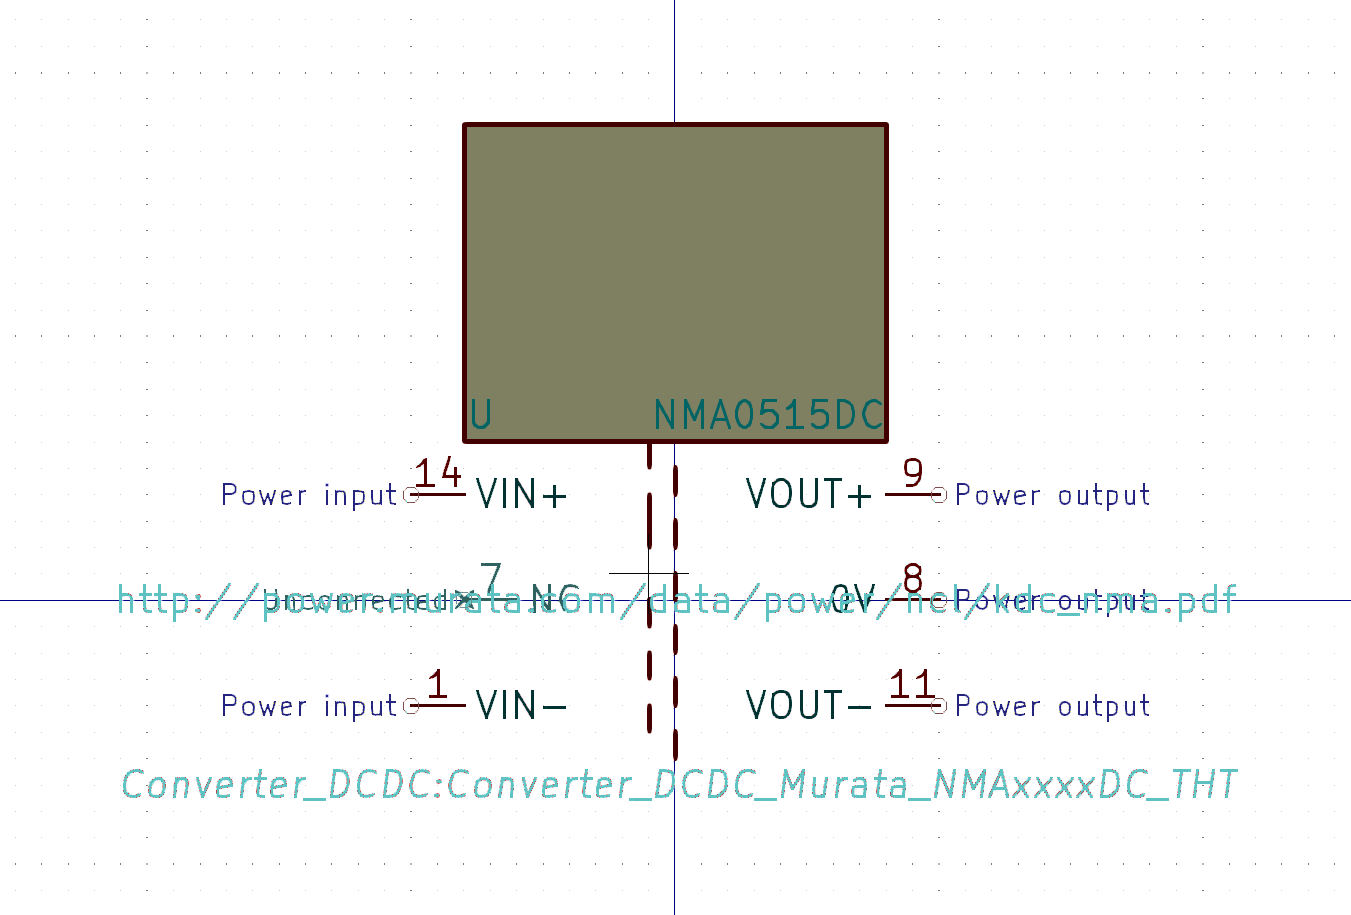 U NMA0515DC
14 9
Power input VIN+ VOUT+ Power output
7 8
Unconnected NC 0V Power output
http://power.murata.com/data/power/ncl/kdc_nma.pdf
1 11
Power input VIN- VOUT- Power output
Converter_DCDC:Converter_DCDC_Murata_NMAxxxxDC_THT